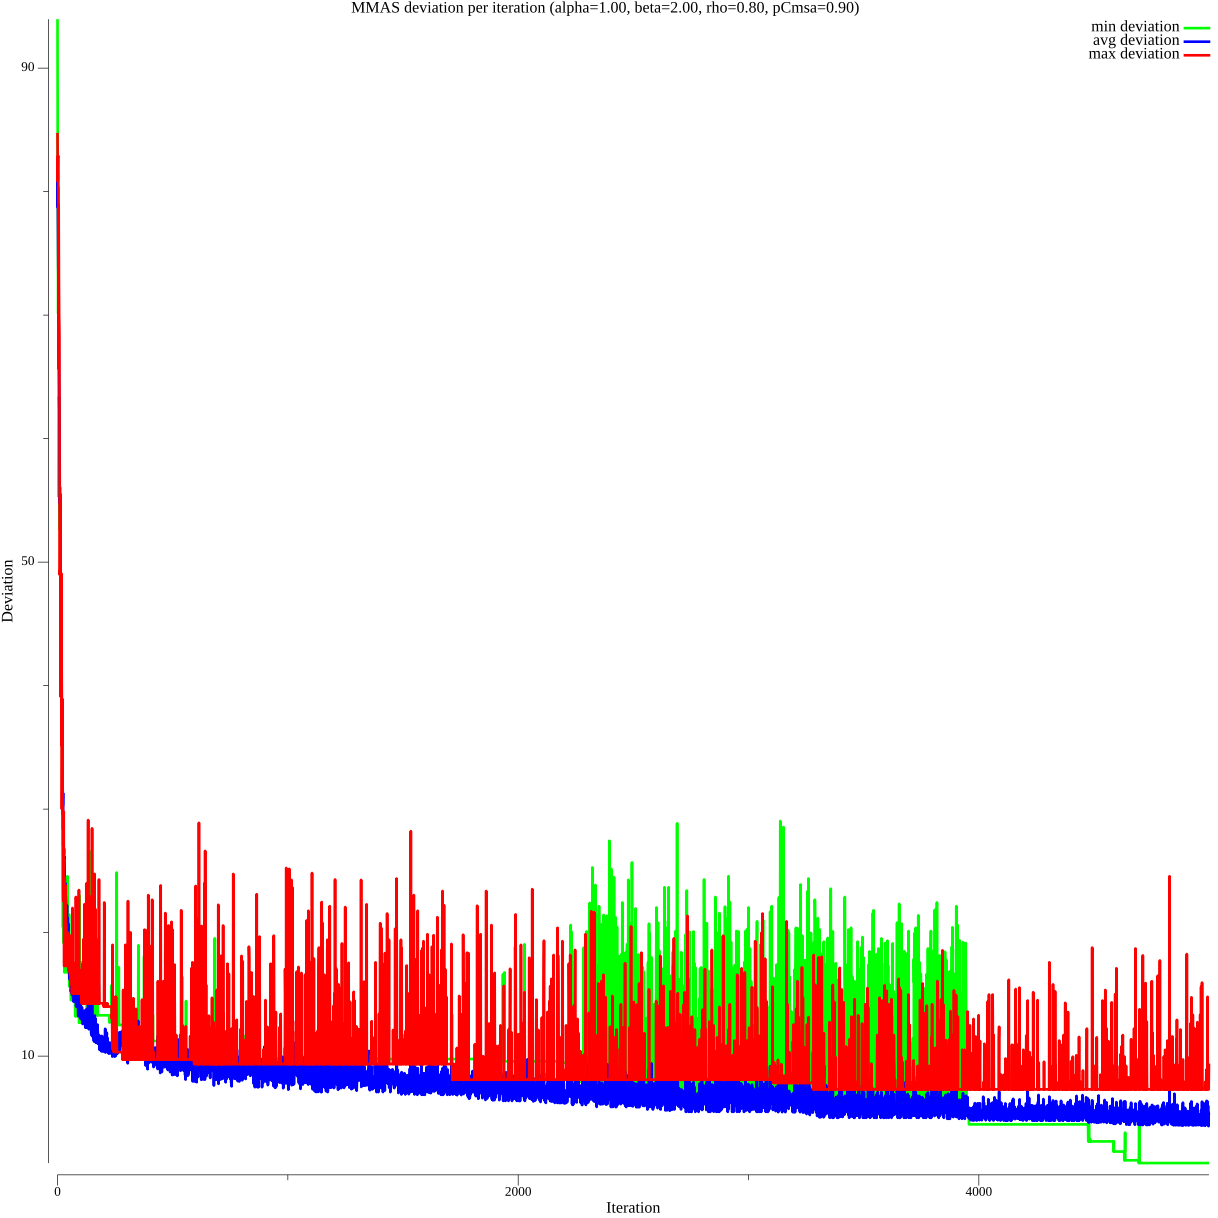 MMAS deviation per iteration (alpha=1.00, beta=2.00, rho=0.80, pCmsa=0.90)
min deviation
avg deviation
max deviation
90
50
10
Deviation
0
2000
4000
Iteration